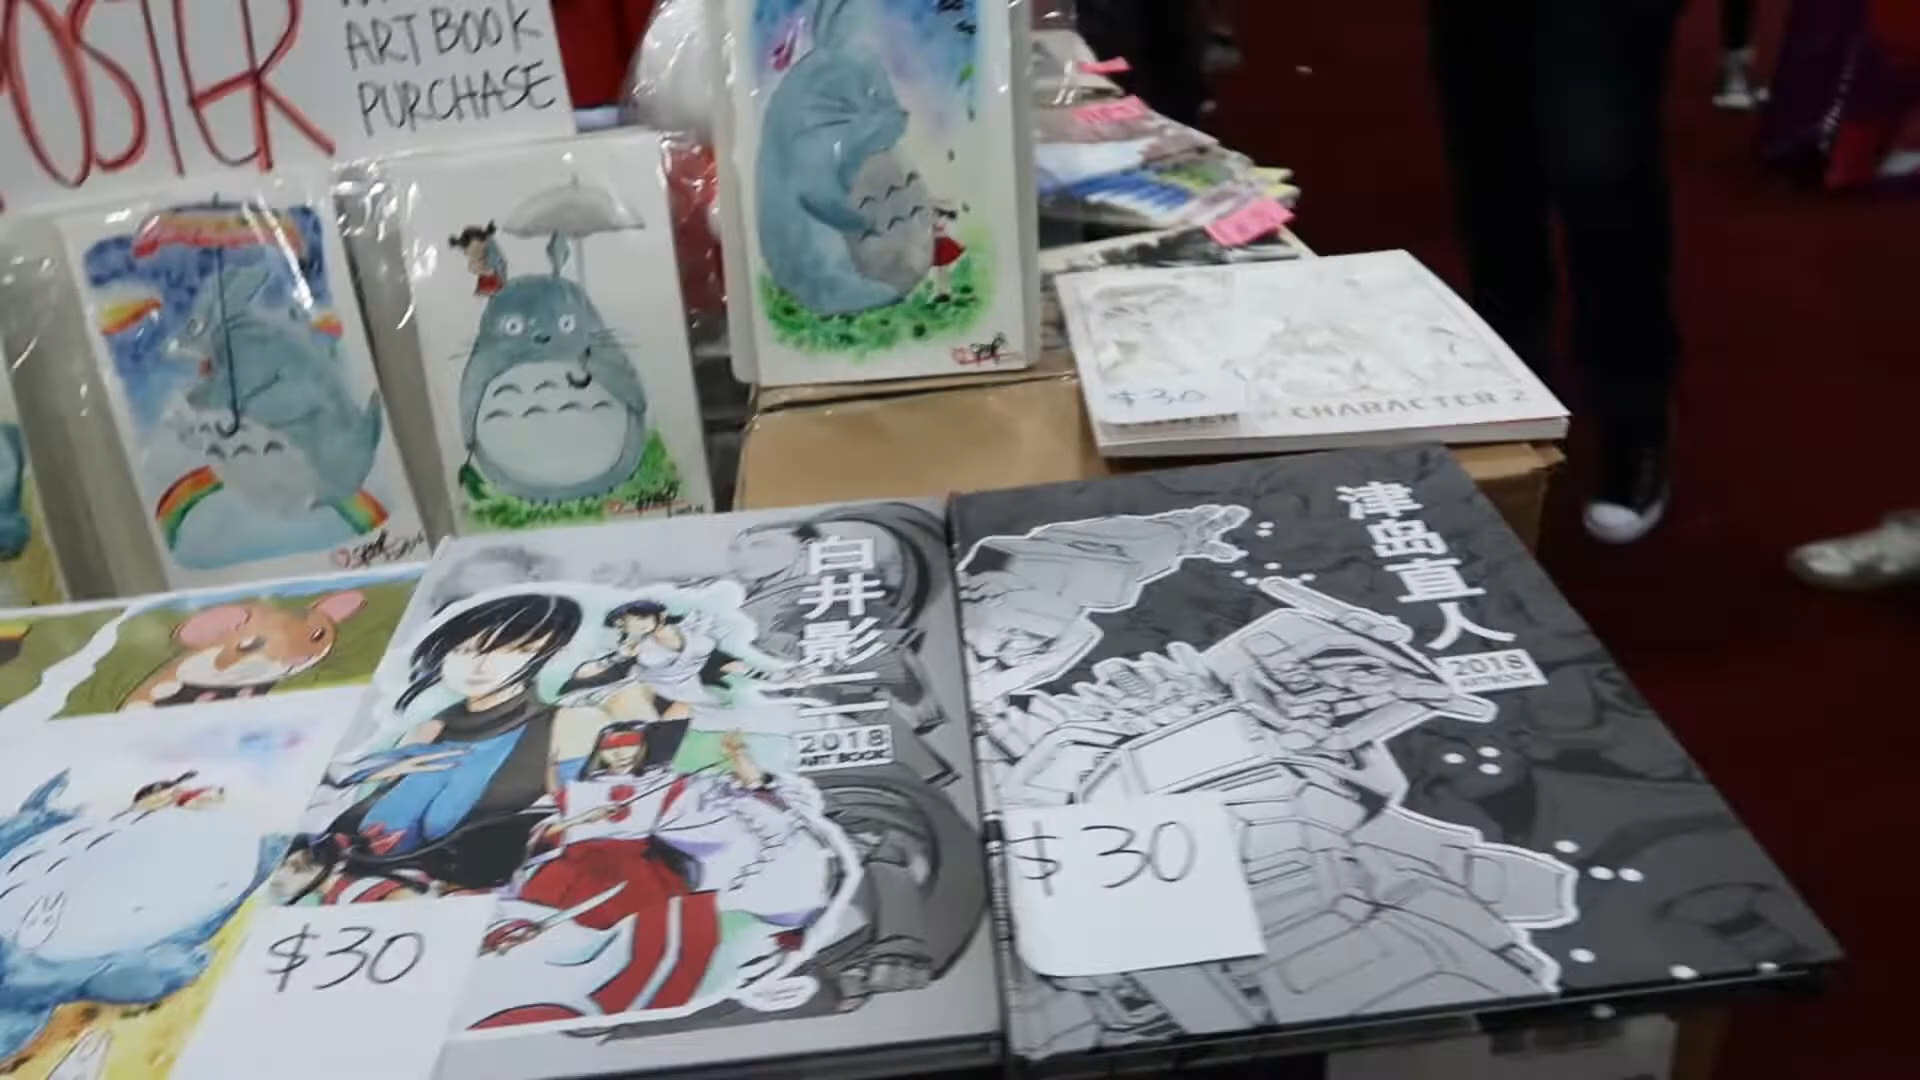 OSTER
ART BOOK
PURCHASE
$30
CHARACTER 2
白井影二
2018
ART BOOK
津島直人
2018
$30
$30